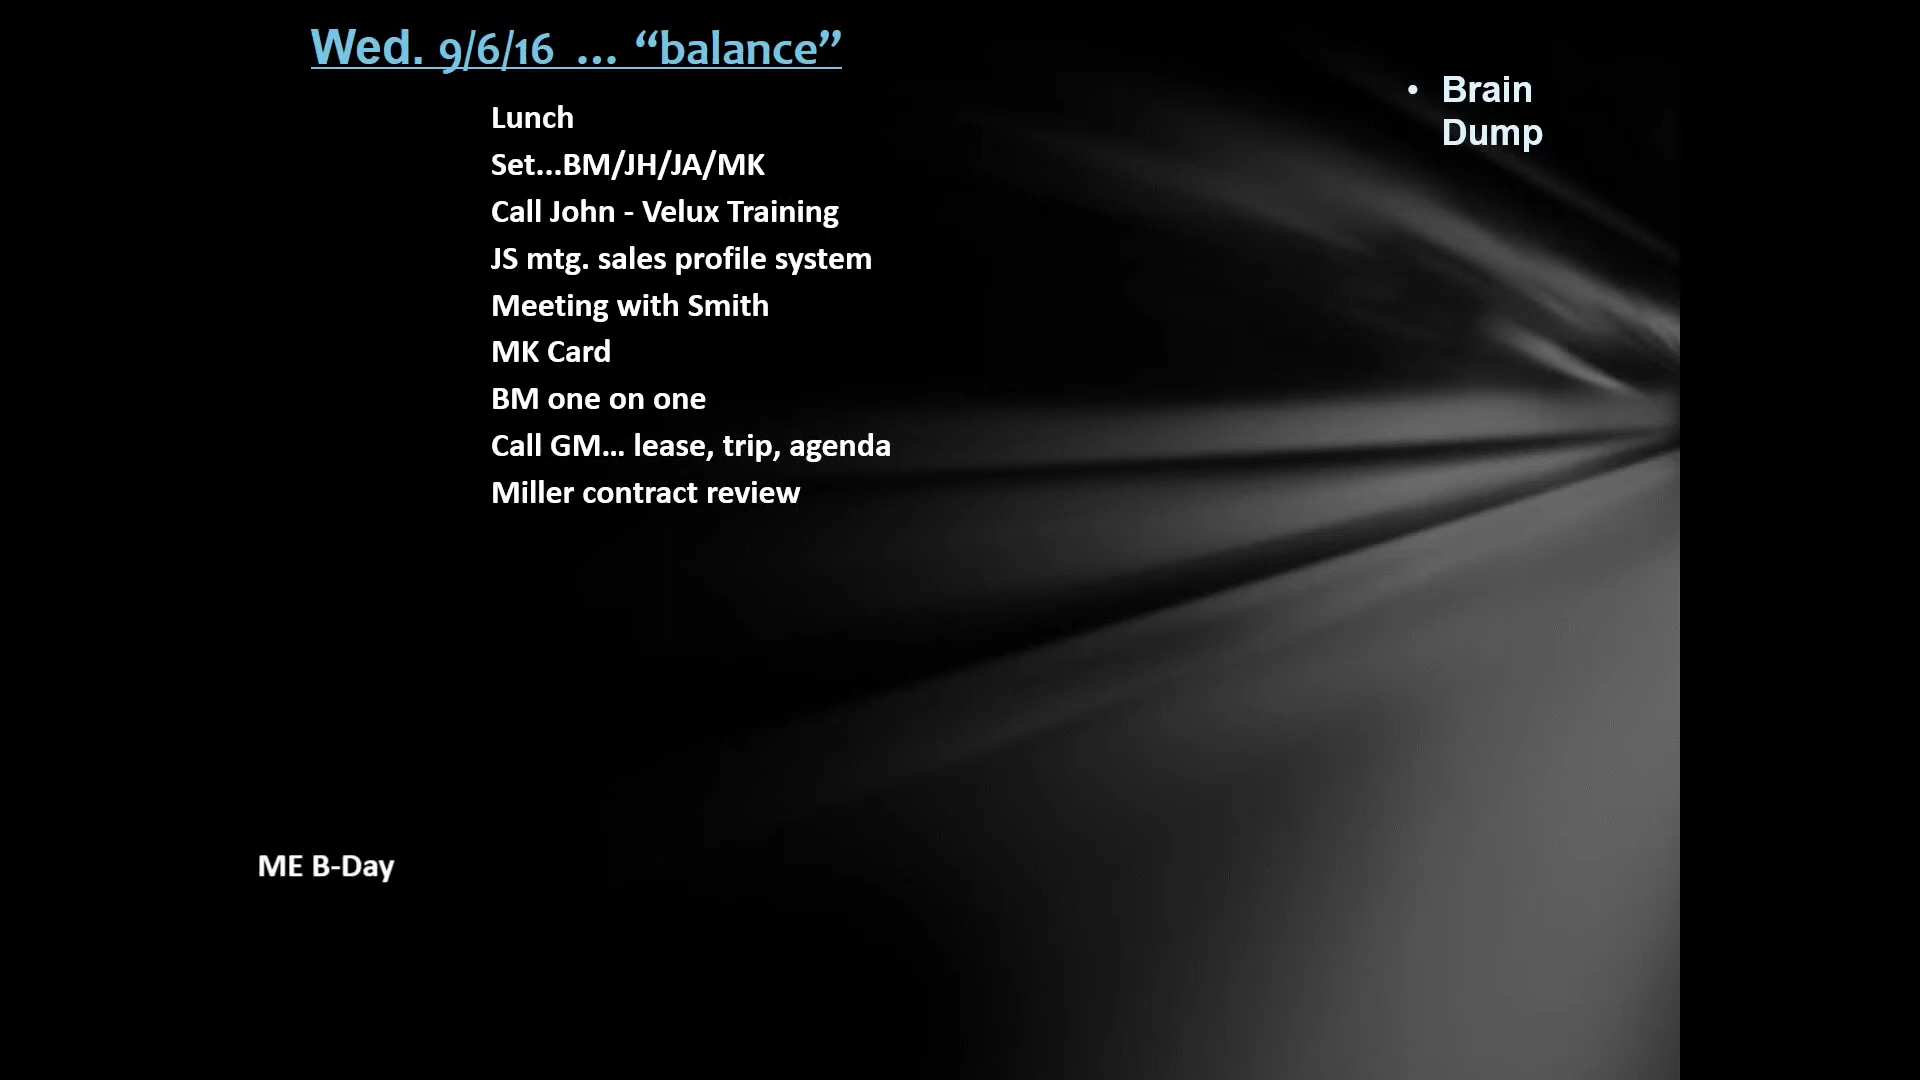 Wed. 9/6/16 ... “balance”
• Brain
Dump
Lunch
Set...BM/JH/JA/MK
Call John - Velux Training
JS mtg. sales profile system
Meeting with Smith
MK Card
BM one on one
Call GM... lease, trip, agenda
Miller contract review
ME B-Day